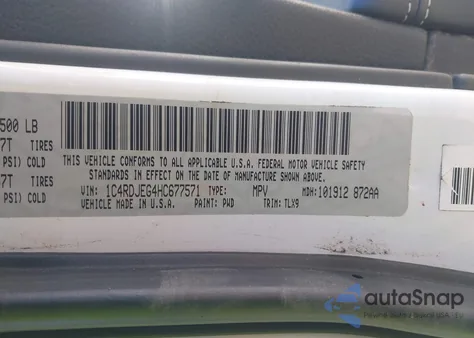 500 LB
7T TIRES
PSI) COLD
7T TIRES
PSI) COLD
THIS VEHICLE CONFORMS TO ALL APPLICABLE U.S.A. FEDERAL MOTOR VEHICLE SAFETY
STANDARDS IN EFFECT ON THE DATE OF MANUFACTURE SHOWN ABOVE.
VIN: 1C4RDJEG4HC677571 TYPE: MPV MDH: 101912 872AA
VEHICLE MADE IN U.S.A. PAINT: PWD TRIM: TLX9
autoSnap